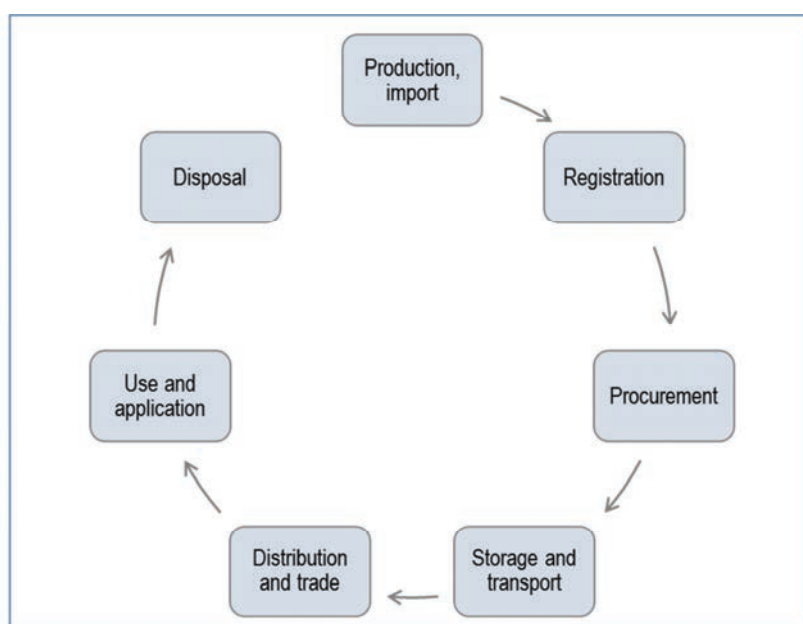 Production,
import
Registration
Procurement
Storage and
transport
Distribution
and trade
Use and
application
Disposal